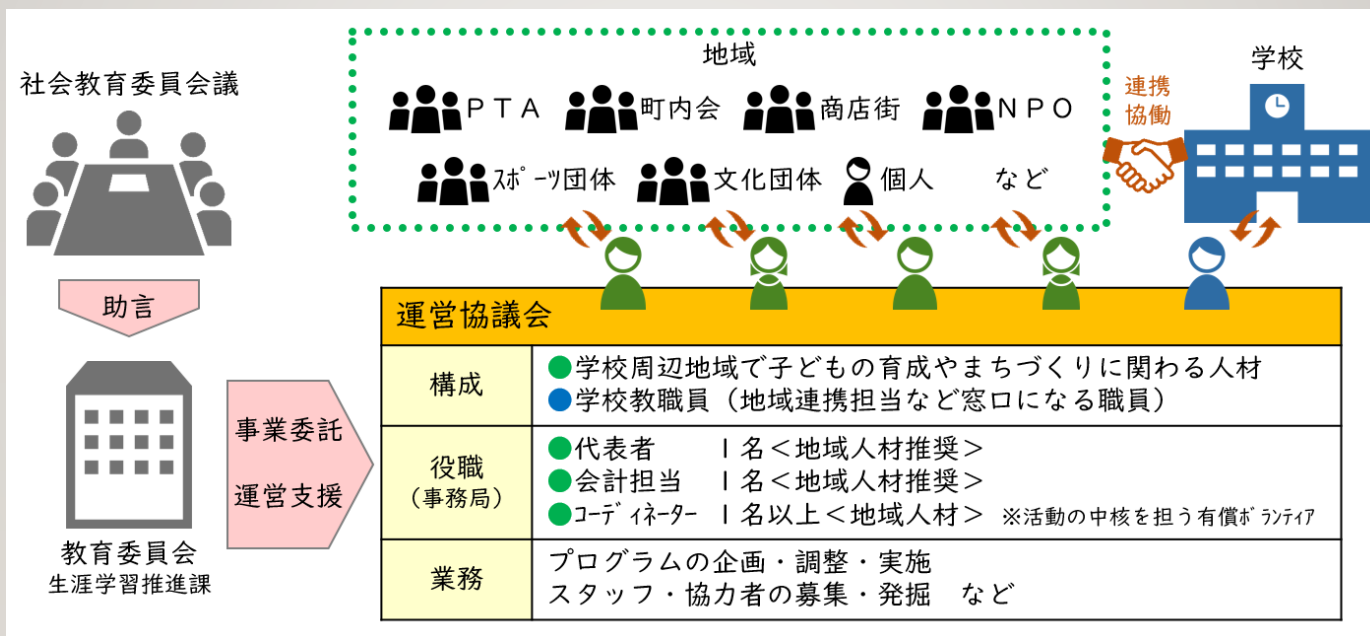 社会教育委員会議
助言
教育委員会
生涯学習推進課
事業委託
運営支援
地域
ＰＴＡ 町内会 商店街 ＮＰＯ
ｽﾎﾟｰﾂ団体 文化団体 個人 など
連携
協働
学校
運営協議会
構成
●学校周辺地域で子どもの育成やまちづくりに関わる人材
●学校教職員（地域連携担当など窓口になる職員）
役職
（事務局）
●代表者 １名＜地域人材推奨＞
●会計担当 １名＜地域人材推奨＞
●ｺｰﾃﾞｨﾈｰﾀｰ １名以上＜地域人材＞ ※活動の中核を担う有償ﾎﾞﾗﾝﾃｨｱ
業務
プログラムの企画・調整・実施
スタッフ・協力者の募集・発掘 など